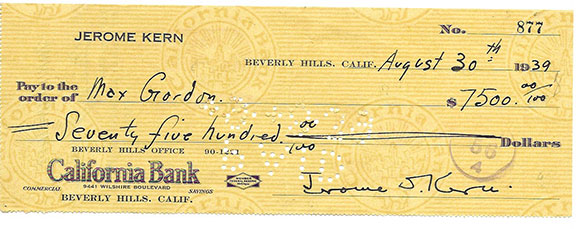 No. 877
JEROME KERN
BEVERLY HILLS, CALIF. August 30th 1939
Pay to the
order of Max Gordon. $7500.00/100
Seventy five hundred 00/100 Dollars
BEVERLY HILLS OFFICE
California Bank
9441 WILSHIRE BOULEVARD
COMMERCIAL SAVINGS
BEVERLY HILLS, CALIF.
Jerome D. Kern.